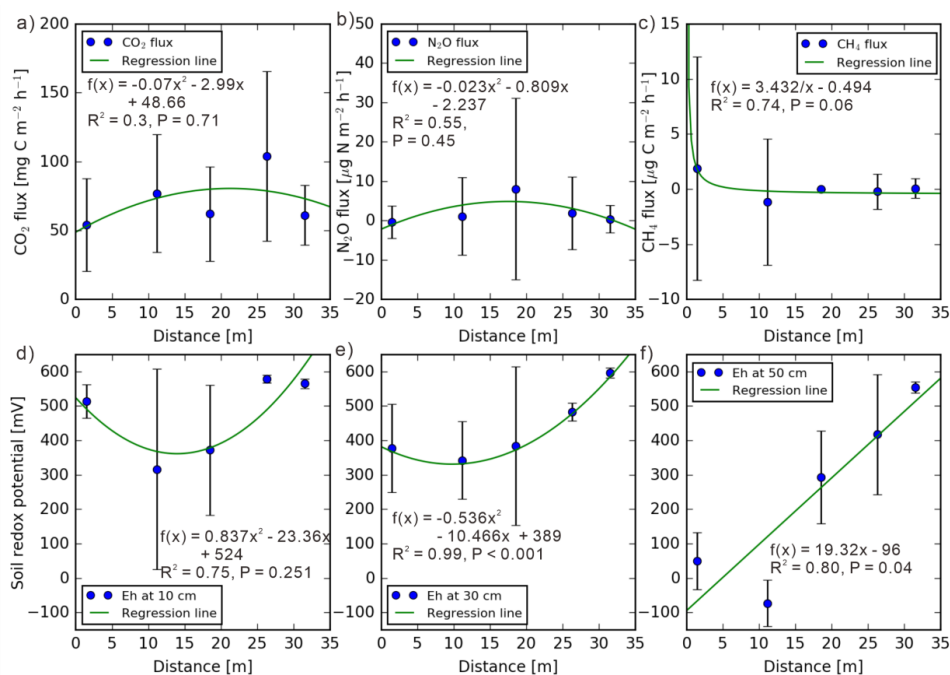 a)
CO₂ flux
Regression line
f(x) = -0.07x² - 2.99x
+ 48.66
R² = 0.3, P = 0.71
CO₂ flux [mg C m⁻² h⁻¹]
200
150
100
50
0
0 5 10 15 20 25 30 35
Distance [m]
b)
N₂O flux
Regression line
f(x) = -0.023x² - 0.809x
- 2.237
R² = 0.55,
P = 0.45
N₂O flux [µg N m⁻² h⁻¹]
50
40
30
20
10
0
−10
−20
0 5 10 15 20 25 30 35
Distance [m]
c)
CH₄ flux
Regression line
f(x) = 3.432/x - 0.494
R² = 0.74, P = 0.06
CH₄ flux [µg C m⁻² h⁻¹]
15
10
5
0
−5
−10
0 5 10 15 20 25 30 35
Distance [m]
d)
Soil redox potential [mV]
600
500
400
300
200
100
0
−100
f(x) = 0.837x² - 23.36x
+ 524
R² = 0.75, P = 0.251
Eh at 10 cm
Regression line
0 5 10 15 20 25 30 35
Distance [m]
e)
600
500
400
300
200
100
0
−100
f(x) = -0.536x²
- 10.466x + 389
R² = 0.99, P < 0.001
Eh at 30 cm
Regression line
0 5 10 15 20 25 30 35
Distance [m]
f)
Eh at 50 cm
Regression line
600
500
400
300
200
100
0
−100
f(x) = 19.32x - 96
R² = 0.80, P = 0.04
0 5 10 15 20 25 30 35
Distance [m]